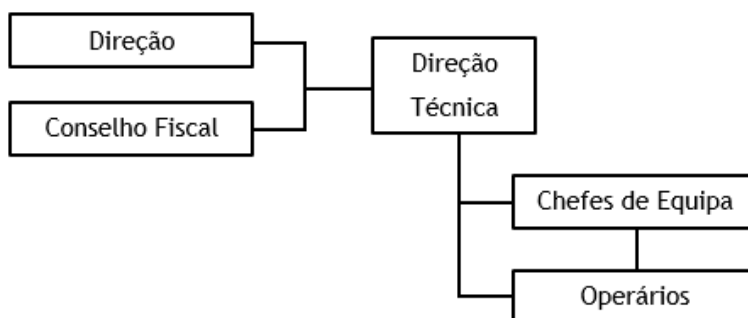 Direção
Conselho Fiscal
Direção
Técnica
Chefes de Equipa
Operários